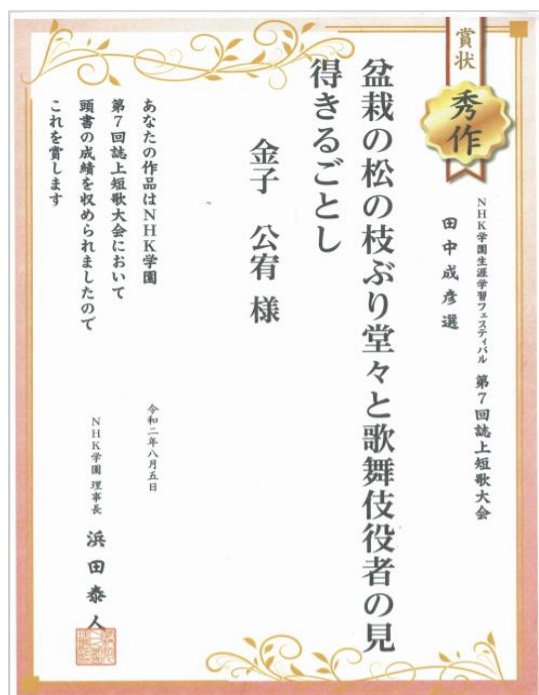 賞状
秀作
NHK学園生涯学習フェスティバル 第7回誌上短歌大会
田中成彦選
盆栽の松の枝ぶり堂々と歌舞伎役者の見
得きるごとし
金子 公宥 様
あなたの作品はNHK学園
第7回誌上短歌大会において
頭書の成績を収められましたので
これを賞します
令和二年八月五日
NHK学園 理事長 浜田泰人